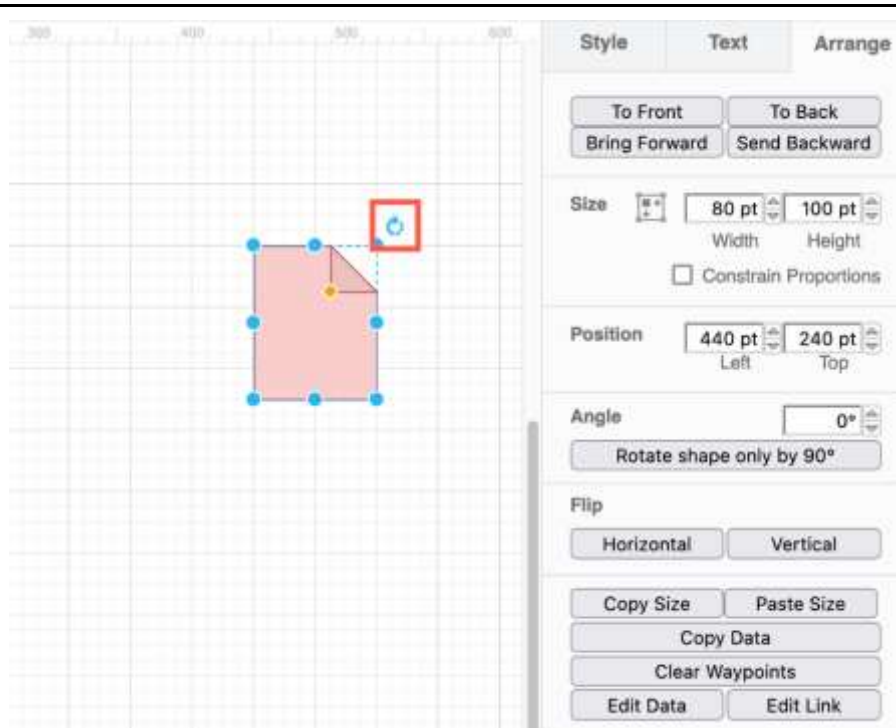 300 400 500 600
Style Text Arrange
To Front To Back
Bring Forward Send Backward
Size 80 pt 100 pt
Width Height
Constrain Proportions
Position 440 pt 240 pt
Left Top
Angle 0°
Rotate shape only by 90°
Flip
Horizontal Vertical
Copy Size Paste Size
Copy Data
Clear Waypoints
Edit Data Edit Link